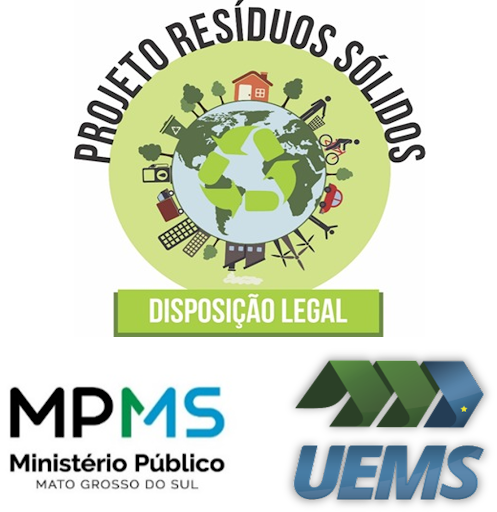 PROJETO RESÍDUOS SÓLIDOS
DISPOSIÇÃO LEGAL
MPMS
Ministério Público
MATO GROSSO DO SUL
UEMS